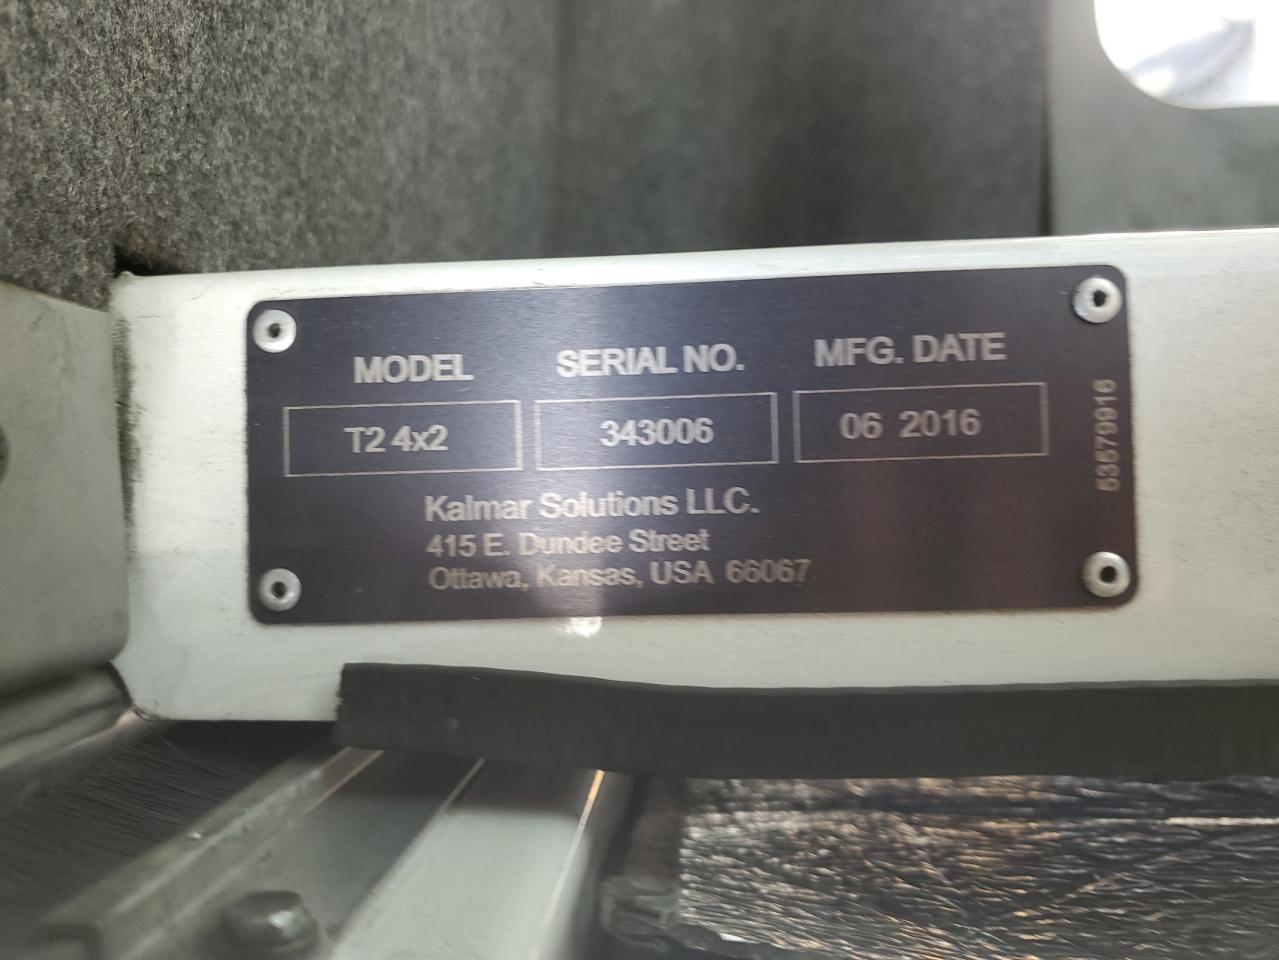 MODEL SERIAL NO. MFG. DATE
T2 4x2 343006 06 2016
Kalmar Solutions LLC.
415 E. Dundee Street
Ottawa, Kansas, USA 66067
53579916